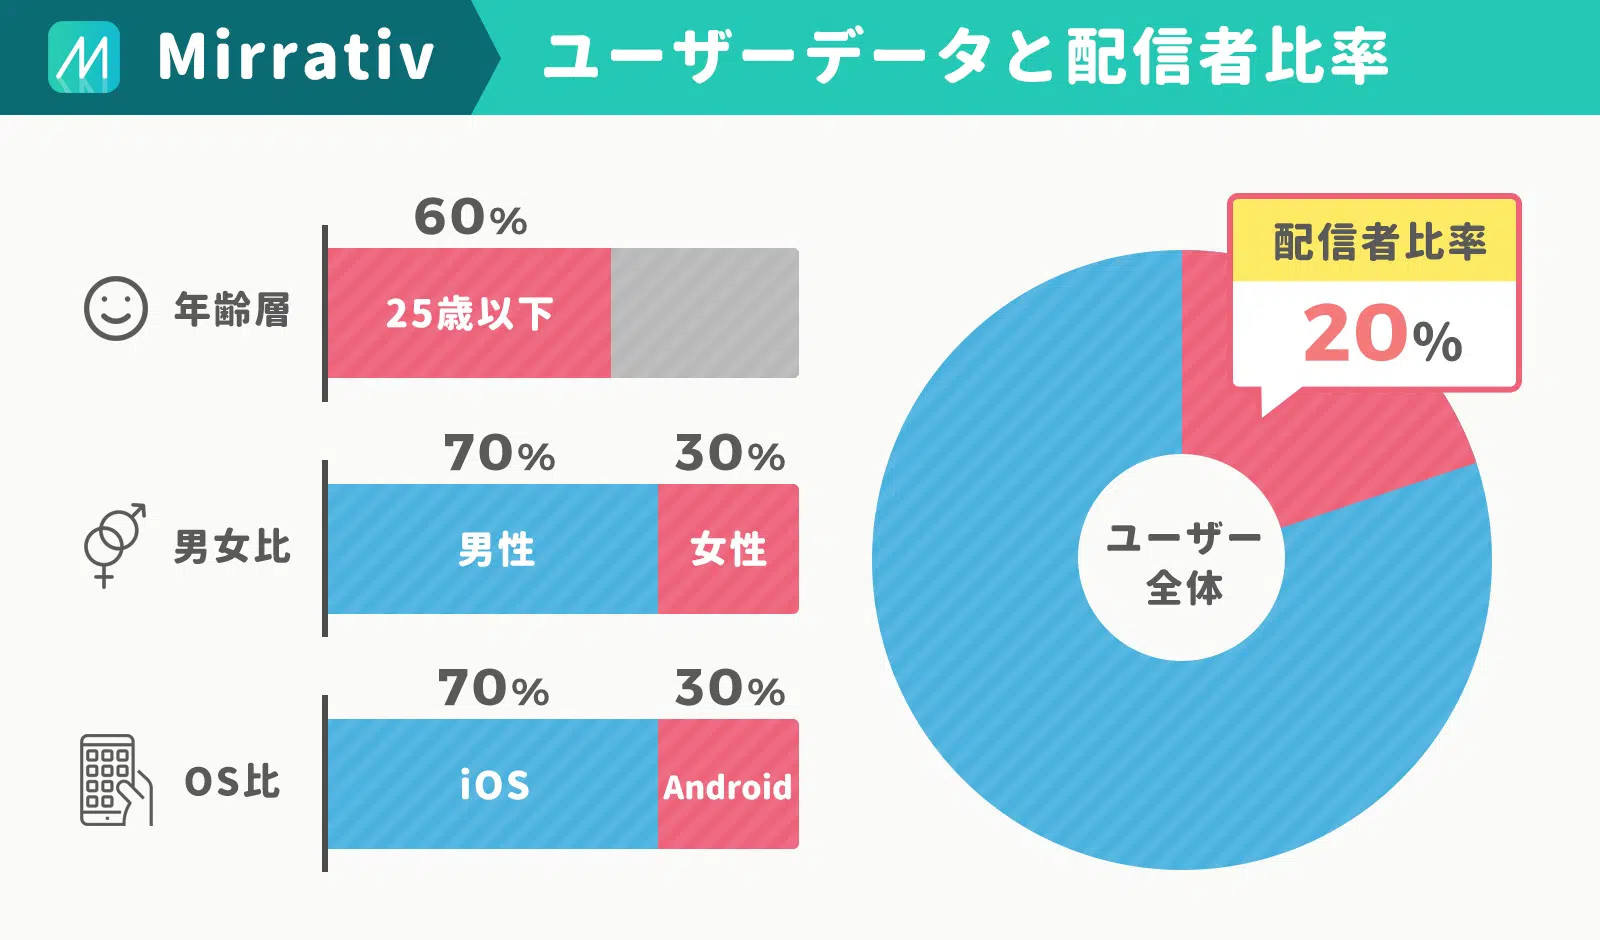 Mirrativ
ユーザーデータと配信者比率
60%
年齢層
25歳以下
70% 30%
男女比
男性 女性
70% 30%
OS比
iOS Android
配信者比率
20%
ユーザー
全体